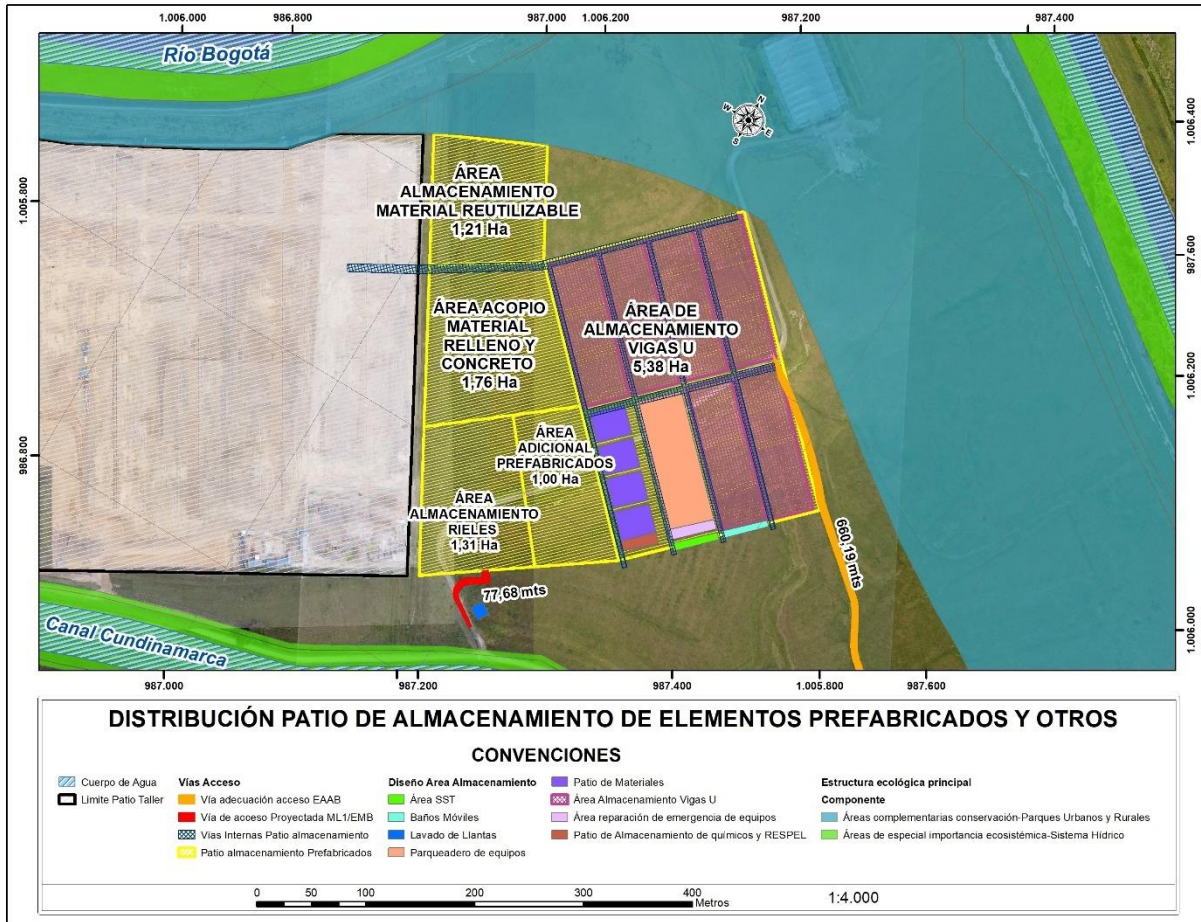 1.006.000
986.800
987.000
1.006.200
987.200
987.400
Río Bogotá
N
W
E
S
1.006.400
1.005.800
987.600
1.006.200
986.800
1.006.000
ÁREA
ALMACENAMIENTO
MATERIAL REUTILIZABLE
1,21 Ha
ÁREA ACOPIO
MATERIAL
RELLENO Y
CONCRETO
1,76 Ha
ÁREA DE
ALMACENAMIENTO
VIGAS U
5,38 Ha
ÁREA
ADICIONAL
PREFABRICADOS
1,00 Ha
ÁREA
ALMACENAMIENTO
RIELES
1,31 Ha
660,19 mts
77,68 mts
Canal Cundinamarca
987.000
987.200
987.400
1.005.800
987.600
DISTRIBUCIÓN PATIO DE ALMACENAMIENTO DE ELEMENTOS PREFABRICADOS Y OTROS
CONVENCIONES
Cuerpo de Agua
Limite Patio Taller
Vías Acceso
Vía adecuación acceso EAAB
Vía de acceso Proyectada ML1/EMB
Vías Internas Patio almacenamiento
Patio almacenamiento Prefabricados
Diseño Area Almacenamiento
Área SST
Baños Móviles
Lavado de Llantas
Parqueadero de equipos
Patio de Materiales
Área Almacenamiento Vigas U
Área reparación de emergencia de equipos
Patio de Almacenamiento de químicos y RESPEL
Estructura ecológica principal
Componente
Áreas complementarias conservación-Parques Urbanos y Rurales
Áreas de especial importancia ecosistémica-Sistema Hídrico
0 50 100 200 300 400
Metros
1:4.000